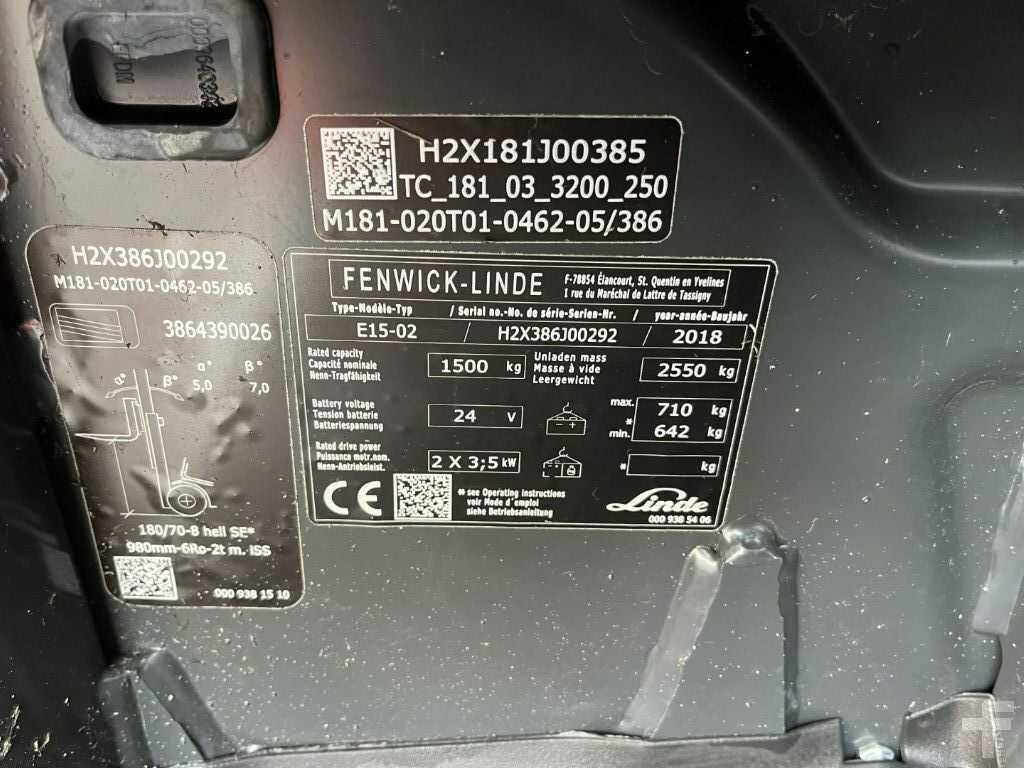 H2X181J00385
TC_181_03_3200_250
M181-020T01-0462-05/386
H2X386J00292
M181-020T01-0462-05/386
3864390026
α° β°
α° β° 5,0 7,0
180/70-8 hell SE*
980mm-6Ro-2t m. ISS
000 938 15 10
FENWICK-LINDE
F-78854 Élancourt, St. Quentin en Yvelines
1 rue du Maréchal de Lattre de Tassigny
Type-Modèle-Typ / Serial no.-No. de série-Serien-Nr. / year-année-Baujahr
E15-02 / H2X386J00292 / 2018
Rated capacity
Capacité nominale
Nenn-Tragfähigkeit
1500 kg
Unladen mass
Masse à vide
Leergewicht
2550 kg
Battery voltage
Tension batterie
Batteriespannung
24 V
- +
max. 710 kg
*
min. 642 kg
Rated drive power
Puissance motr.nom.
Nenn-Antriebsleist.
2 X 3,5 kW
* kg
CE
* see Operating instructions
voir Mode d'emploi
siehe Betriebsanleitung
Linde
000 938 54 06